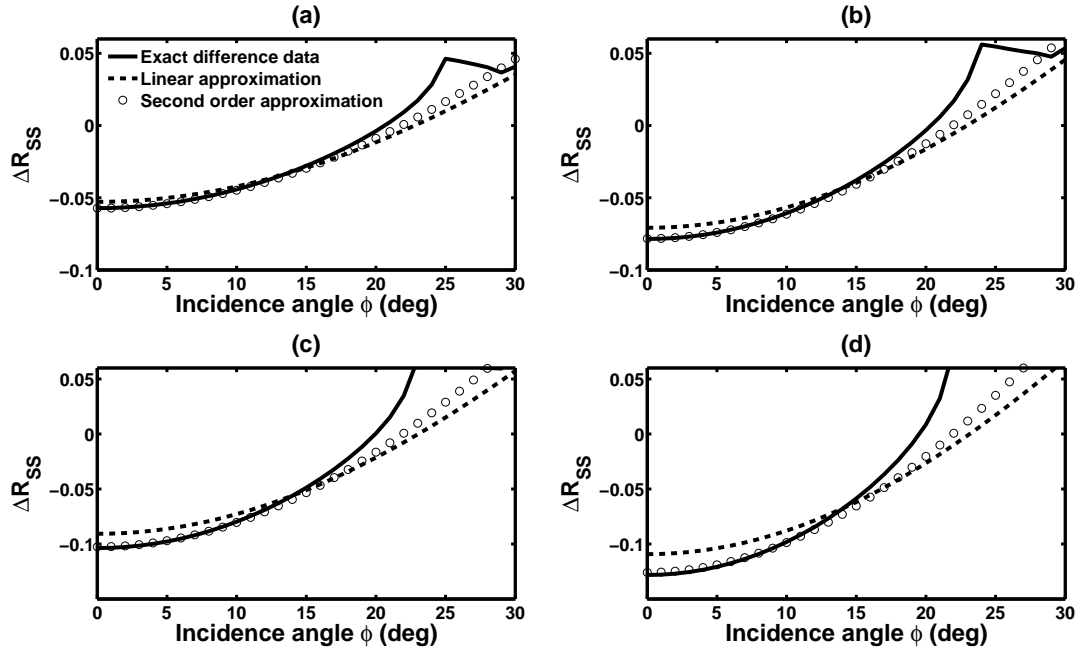 (a)
0.05
0
−0.05
−0.1
ΔR_SS
Exact difference data
Linear approximation
Second order approximation
0 5 10 15 20 25 30
Incidence angle ϕ (deg)
(b)
0.05
0
−0.05
−0.1
ΔR_SS
0 5 10 15 20 25 30
Incidence angle ϕ (deg)
(c)
0.05
0
−0.05
−0.1
ΔR_SS
0 5 10 15 20 25 30
Incidence angle ϕ (deg)
(d)
0.05
0
−0.05
−0.1
ΔR_SS
0 5 10 15 20 25 30
Incidence angle ϕ (deg)